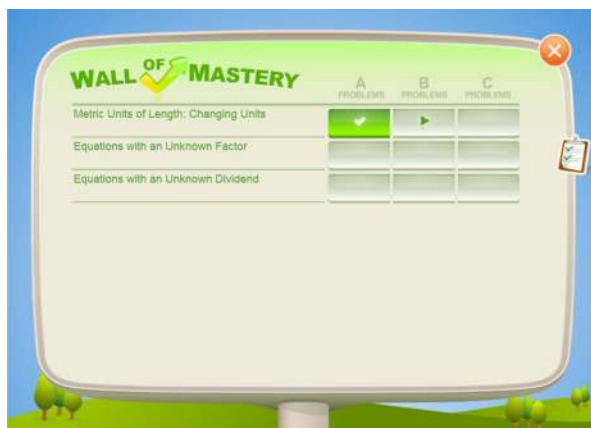 WALL OF MASTERY
A PROBLEMS
B PROBLEMS
C PROBLEMS
Metric Units of Length: Changing Units
Equations with an Unknown Factor
Equations with an Unknown Dividend